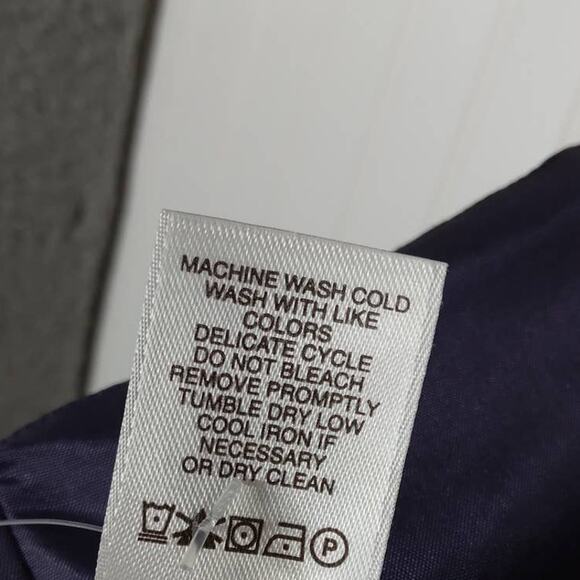 MACHINE WASH COLD
WASH WITH LIKE
COLORS
DELICATE CYCLE
DO NOT BLEACH
REMOVE PROMPTLY
TUMBLE DRY LOW
COOL IRON IF
NECESSARY
OR DRY CLEAN
P